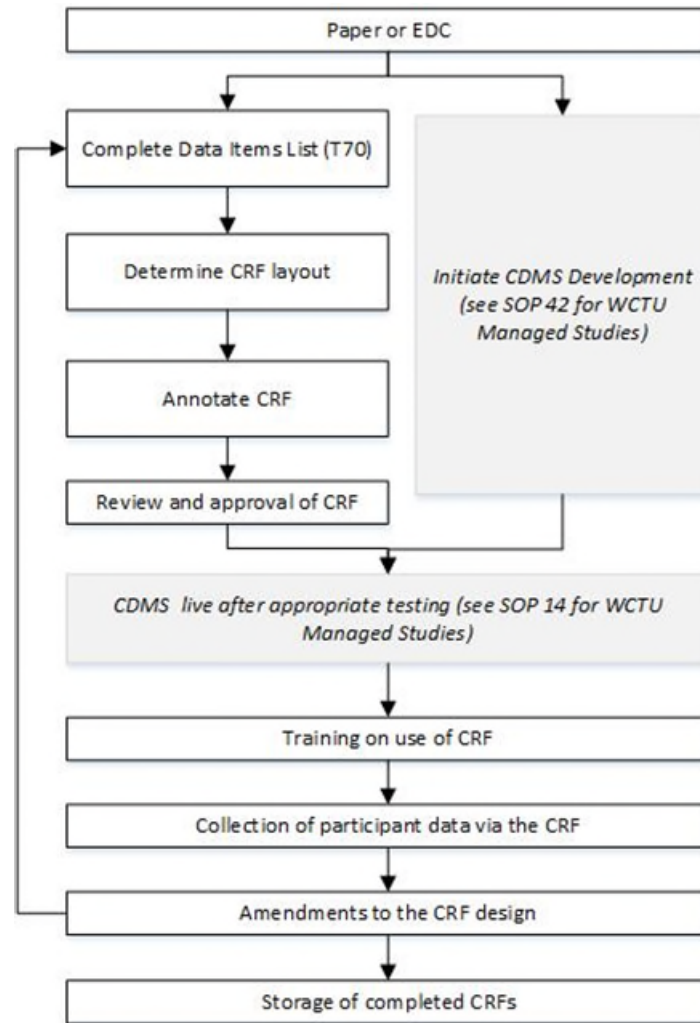 Paper or EDC
Complete Data Items List (T70)
Determine CRF layout
Annotate CRF
Review and approval of CRF
Initiate CDMS Development
(see SOP 42 for WCTU
Managed Studies)
CDMS live after appropriate testing (see SOP 14 for WCTU
Managed Studies)
Training on use of CRF
Collection of participant data via the CRF
Amendments to the CRF design
Storage of completed CRFs